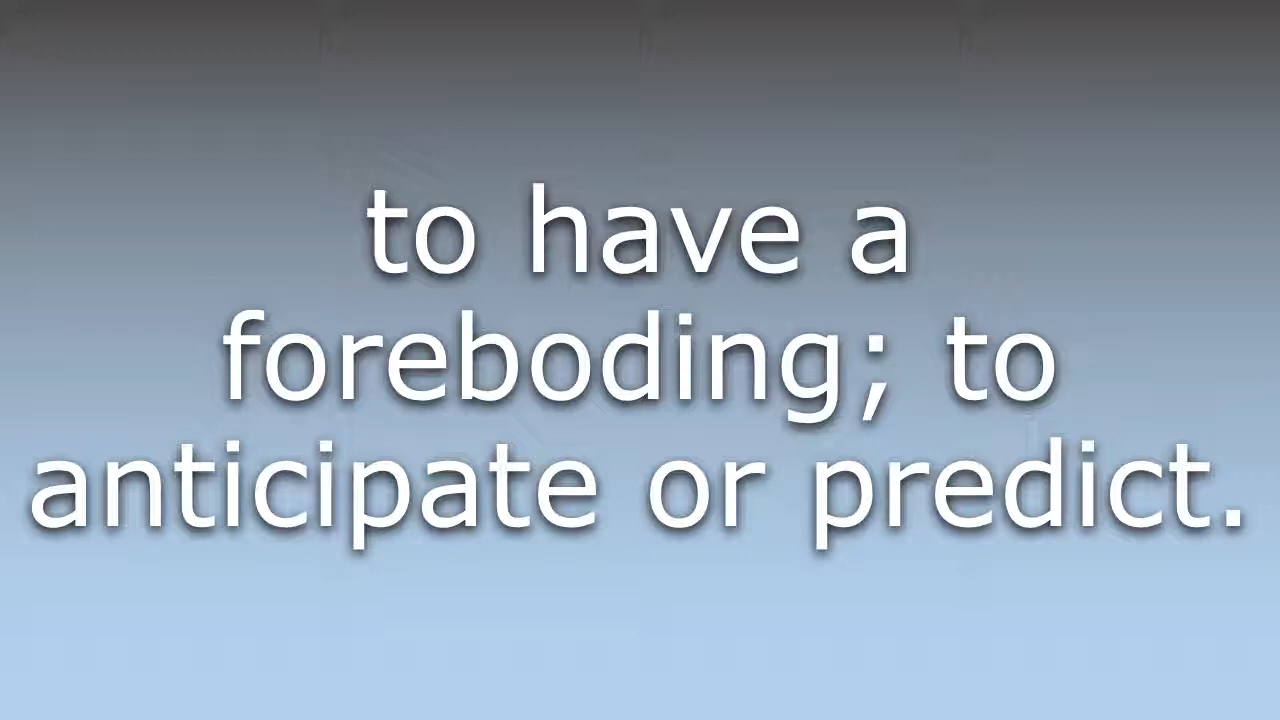 to have a
foreboding; to
anticipate or predict.